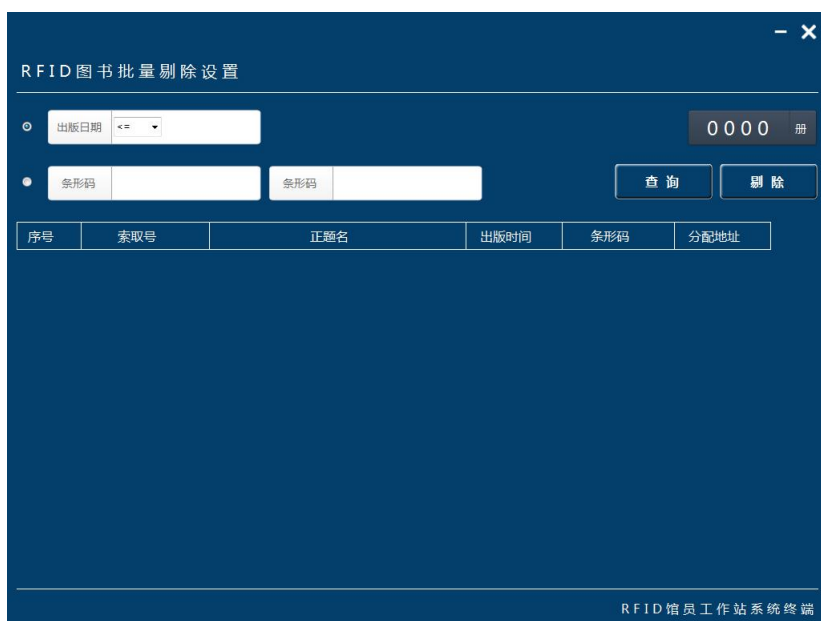 RFID图书批量剔除设置
出版日期 <= 0000 册
条形码 条形码 查询 剔除
序号 索取号 正题名 出版时间 条形码 分配地址
RFID馆员工作站系统终端